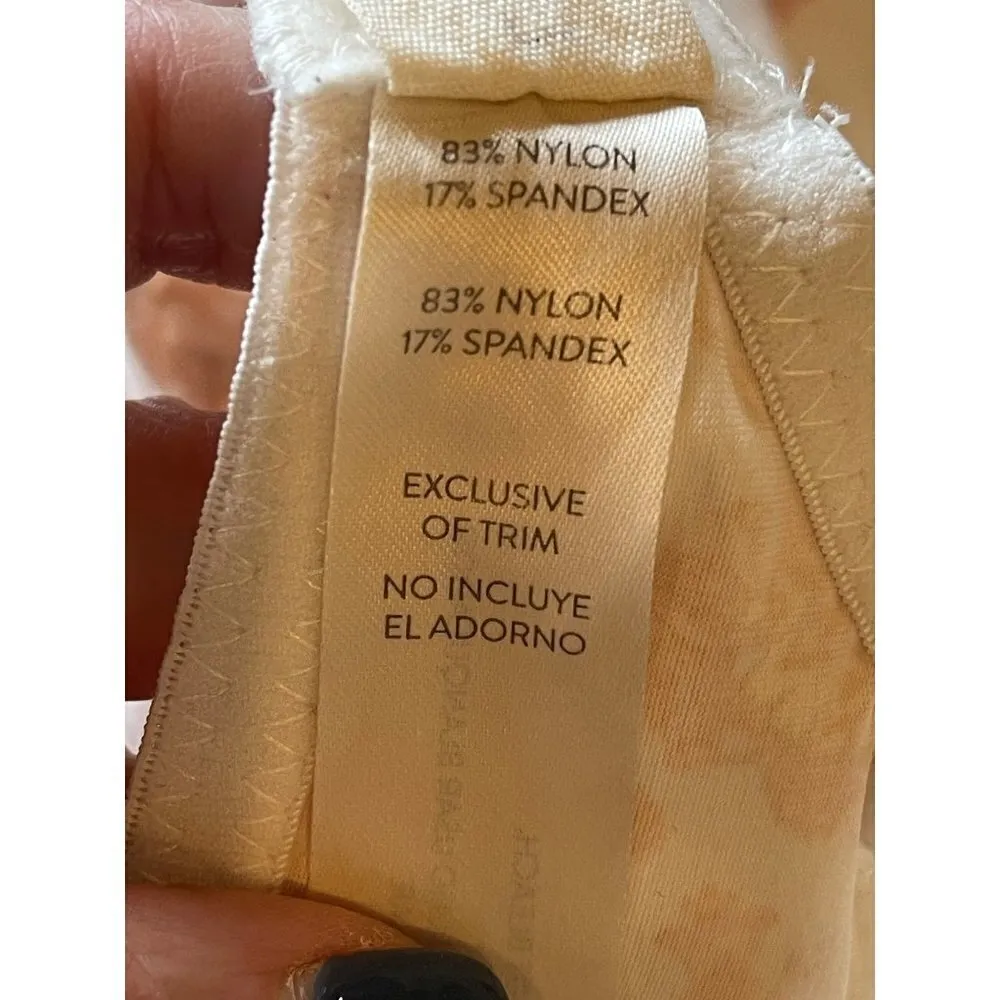 83% NYLON
17% SPANDEX
83% NYLON
17% SPANDEX
EXCLUSIVE
OF TRIM
NO INCLUYE
EL ADORNO